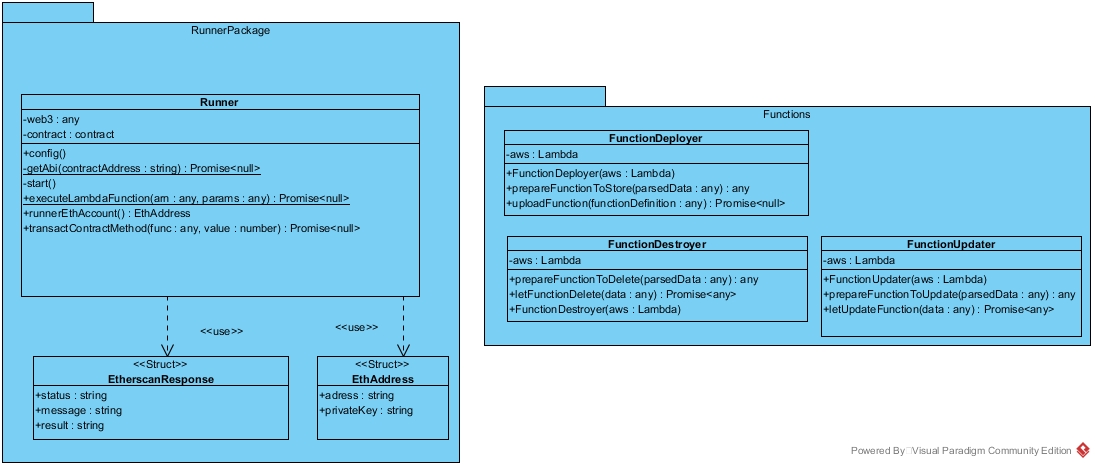 RunnerPackage
Runner
-web3 : any
-contract : contract
+config()
-getAbi(contractAddress : string) : Promise<null>
-start()
+executeLambdaFunction(arn : any, params : any) : Promise<null>
+runnerEthAccount() : EthAddress
+transactContractMethod(func : any, value : number) : Promise<null>
<<use>>
<<use>>
<<Struct>>
EtherscanResponse
+status : string
+message : string
+result : string
<<Struct>>
EthAddress
+adress : string
+privateKey : string
Functions
FunctionDeployer
-aws : Lambda
+FunctionDeployer(aws : Lambda)
+prepareFunctionToStore(parsedData : any) : any
+uploadFunction(functionDefinition : any) : Promise<null>
FunctionDestroyer
-aws : Lambda
+prepareFunctionToDelete(parsedData : any) : any
+letFunctionDelete(data : any) : Promise<any>
+FunctionDestroyer(aws : Lambda)
FunctionUpdater
-aws : Lambda
+FunctionUpdater(aws : Lambda)
+prepareFunctionToUpdate(parsedData : any) : any
+letUpdateFunction(data : any) : Promise<any>
Powered By Visual Paradigm Community Edition